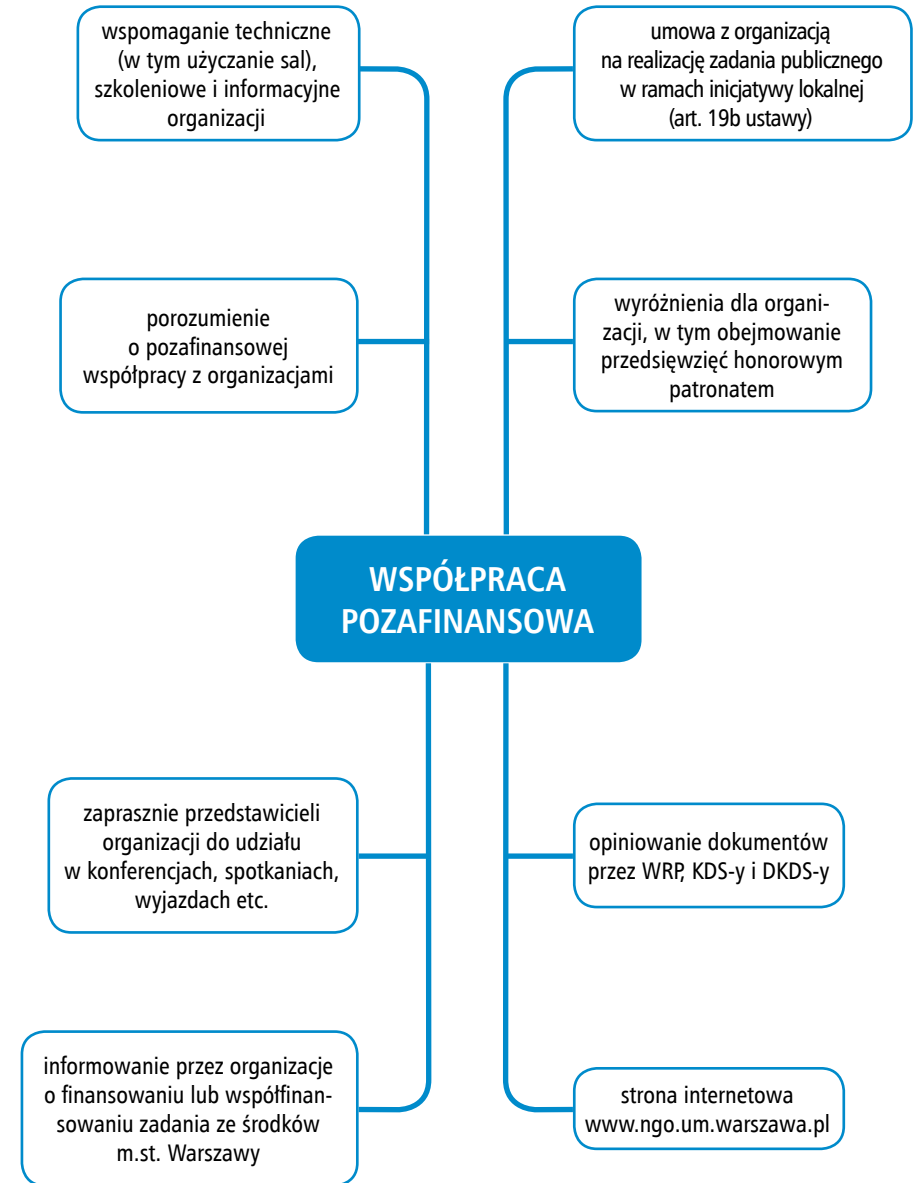 wspomaganie techniczne
(w tym użyczanie sal),
szkoleniowe i informacyjne
organizacji
umowa z organizacją
na realizację zadania publicznego
w ramach inicjatywy lokalnej
(art. 19b ustawy)
porozumienie
o pozafinansowej
współpracy z organizacjami
wyróżnienia dla organi-
zacji, w tym obejmowanie
przedsięwzięć honorowym
patronatem
WSPÓŁPRACA
POZAFINANSOWA
zaprasznie przedstawicieli
organizacji do udziału
w konferencjach, spotkaniach,
wyjazdach etc.
opiniowanie dokumentów
przez WRP, KDS-y i DKDS-y
informowanie przez organizacje
o finansowaniu lub współfinan-
sowaniu zadania ze środków
m.st. Warszawy
strona internetowa
www.ngo.um.warszawa.pl